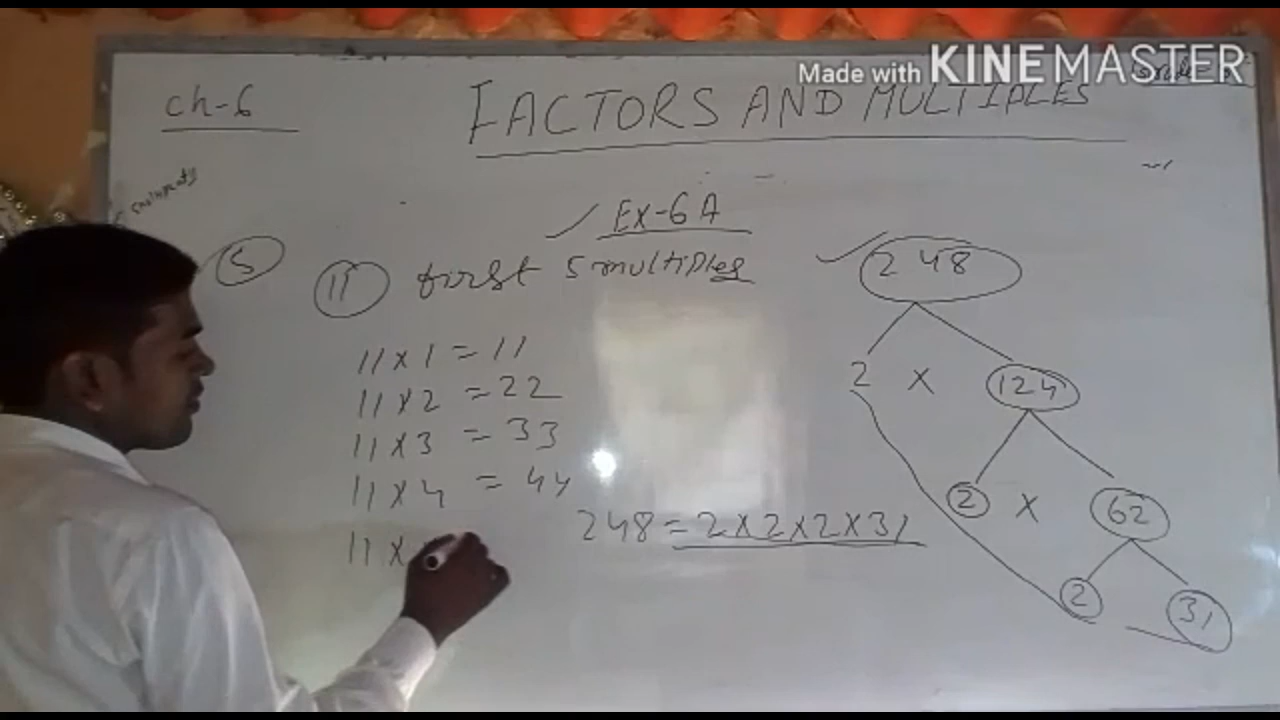 Made with KINEMASTER
Ch-6
FACTORS AND MULTIPLES
Ex-6A
5
11 first 5 multiples
11 x 1 = 11
11 x 2 = 22
11 x 3 = 33
11 x 4 = 44
11 x
248
2 x 124
2 x 62
2 31
248 = 2x2x2x31